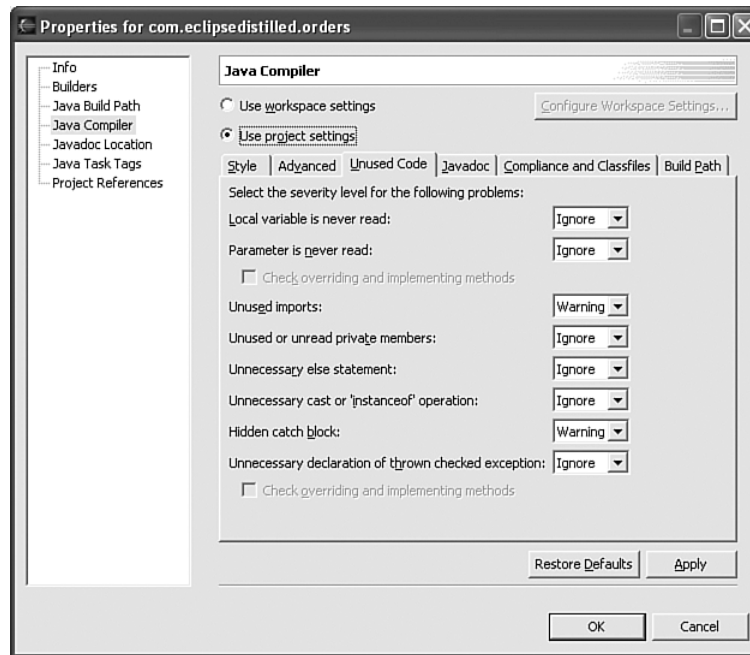 Properties for com.eclipsedistilled.orders
Info
Builders
Java Build Path
Java Compiler
Javadoc Location
Java Task Tags
Project References
Java Compiler
Use workspace settings
Configure Workspace Settings...
Use project settings
Style Advanced Unused Code Javadoc Compliance and Classfiles Build Path
Select the severity level for the following problems:
Local variable is never read: Ignore
Parameter is never read: Ignore
Check overriding and implementing methods
Unused imports: Warning
Unused or unread private members: Ignore
Unnecessary else statement: Ignore
Unnecessary cast or 'instanceof' operation: Ignore
Hidden catch block: Warning
Unnecessary declaration of thrown checked exception: Ignore
Check overriding and implementing methods
Restore Defaults Apply
OK Cancel